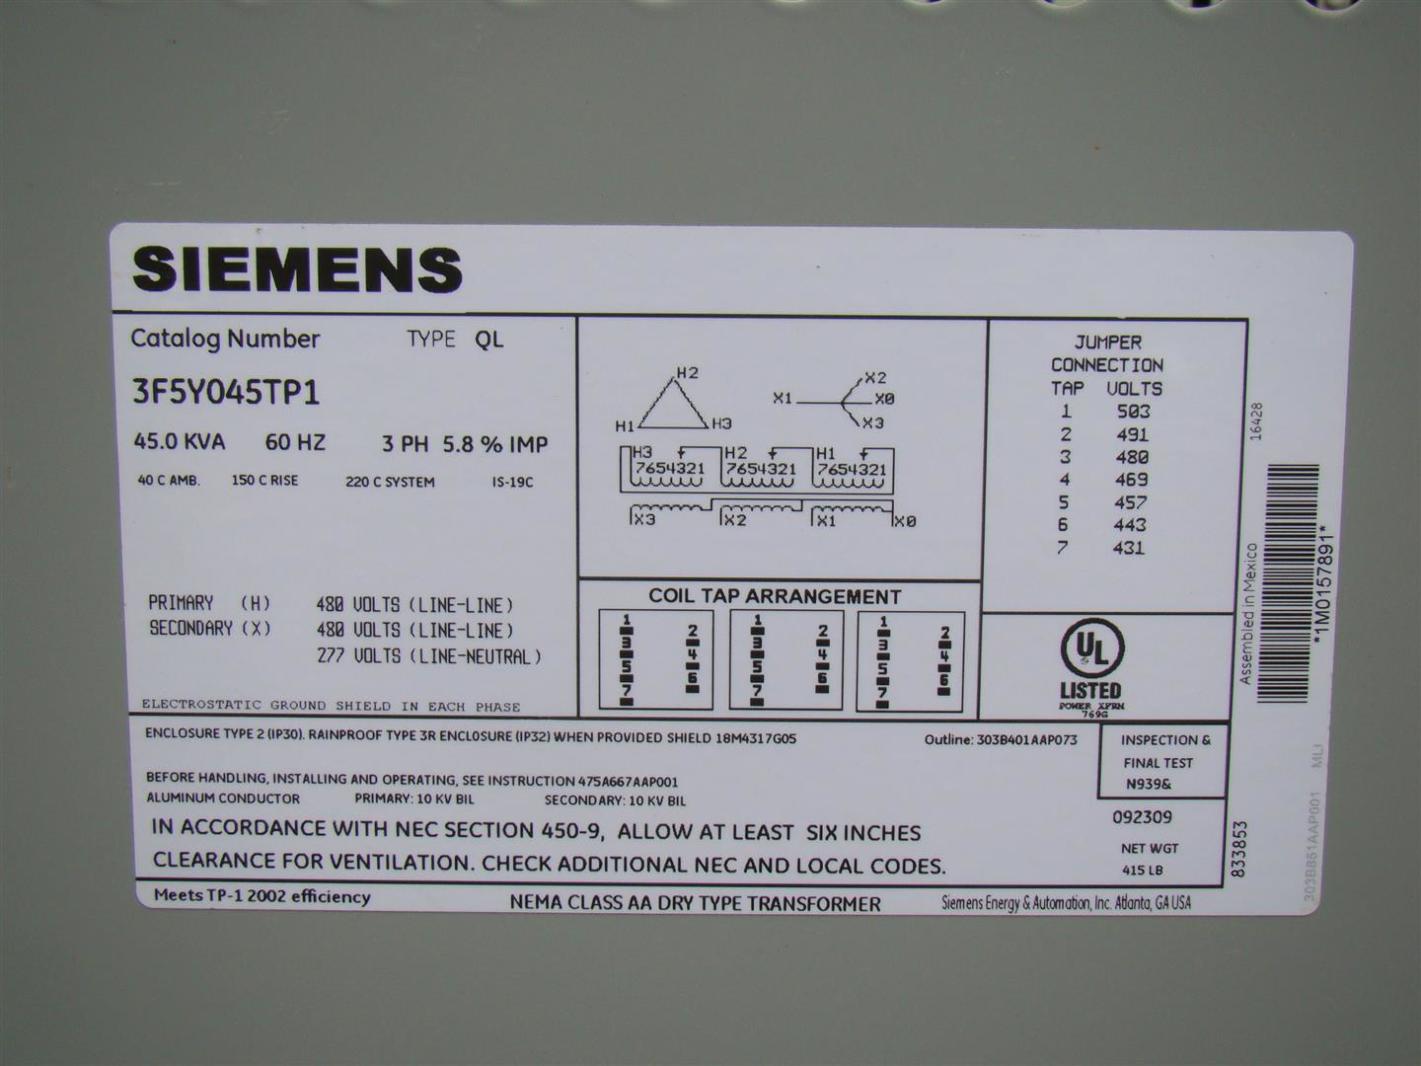 SIEMENS
Catalog Number TYPE QL
3F5Y045TP1
45.0 KVA 60 HZ 3 PH 5.8 % IMP
40 C AMB. 150 C RISE 220 C SYSTEM IS-19C
PRIMARY (H) 480 VOLTS (LINE-LINE)
SECONDARY (X) 480 VOLTS (LINE-LINE)
277 VOLTS (LINE-NEUTRAL)
ELECTROSTATIC GROUND SHIELD IN EACH PHASE
H2
H1 H3
X2
X1 X0
X3
H3 H2 H1
7654321 7654321 7654321
X3 X2 X1 X0
COIL TAP ARRANGEMENT
1 1 1
2 2 2
3 3 3
4 4 4
5 5 5
6 6 6
7 7 7
JUMPER
CONNECTION
TAP VOLTS
1 503
2 491
3 480
4 469
5 457
6 443
7 431
UL
LISTED
POWER XFRN
769G
ENCLOSURE TYPE 2 (IP30). RAINPROOF TYPE 3R ENCLOSURE (IP32) WHEN PROVIDED SHIELD 18M4317G05
Outline: 303B401AAP073
INSPECTION &
FINAL TEST
N939&
BEFORE HANDLING, INSTALLING AND OPERATING, SEE INSTRUCTION 475A667AAP001
ALUMINUM CONDUCTOR PRIMARY: 10 KV BIL SECONDARY: 10 KV BIL
IN ACCORDANCE WITH NEC SECTION 450-9, ALLOW AT LEAST SIX INCHES
CLEARANCE FOR VENTILATION. CHECK ADDITIONAL NEC AND LOCAL CODES.
092309
NET WGT
415 LB
Meets TP-1 2002 efficiency
NEMA CLASS AA DRY TYPE TRANSFORMER
Siemens Energy & Automation, Inc. Atlanta, GA USA
16428
Assembled in Mexico
*1M0157891*
833853
303B861AAP001 MLI